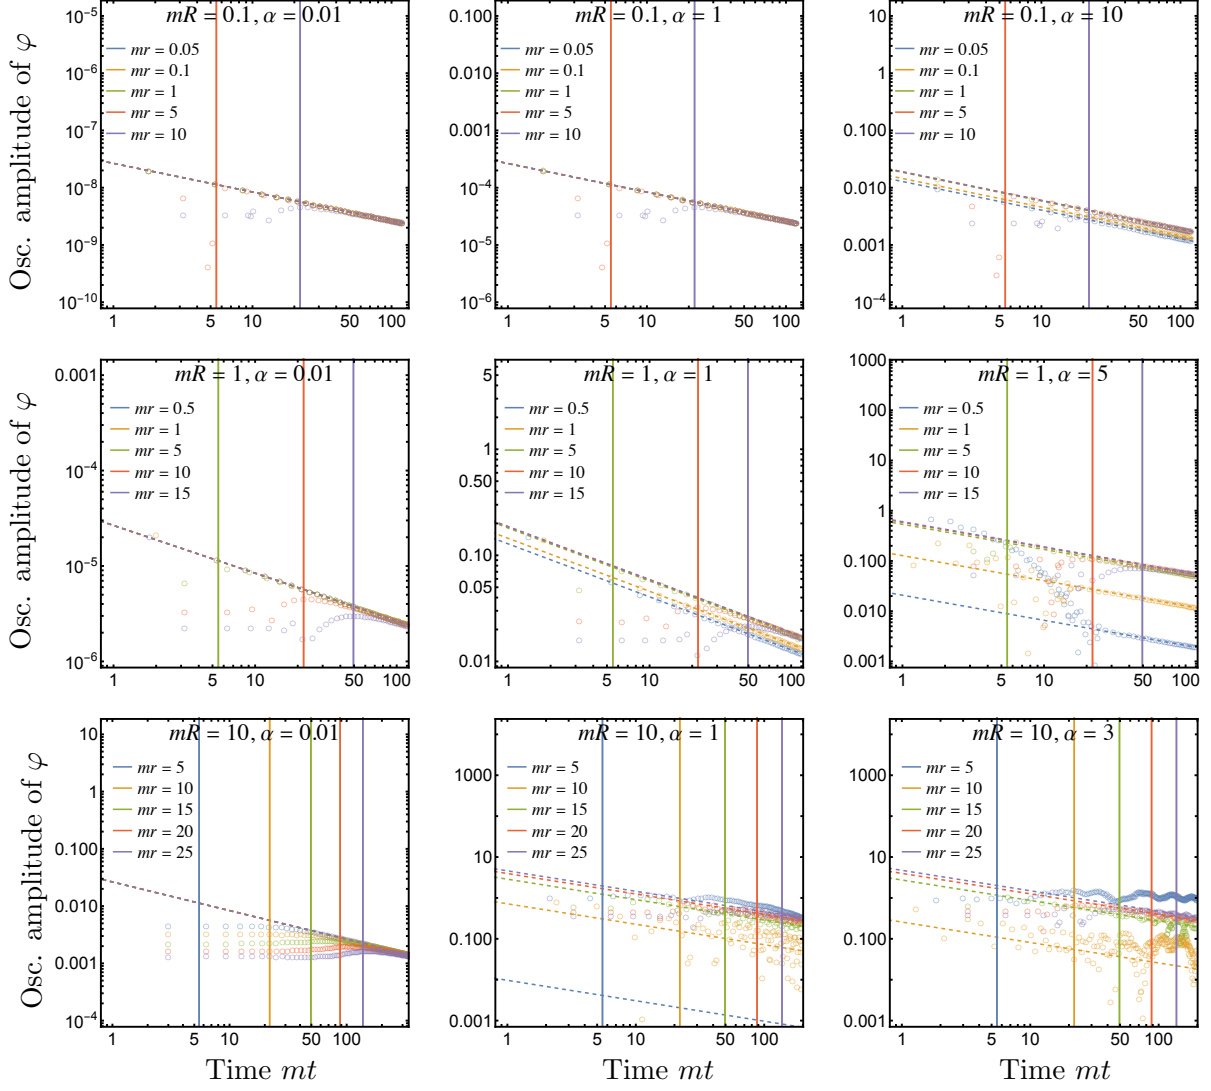 mR = 0.1, α = 0.01
10⁻⁵
10⁻⁶
10⁻⁷
10⁻⁸
10⁻⁹
10⁻¹⁰
mr = 0.05
mr = 0.1
mr = 1
mr = 5
mr = 10
1 5 10 50 100
Osc. amplitude of φ
mR = 0.1, α = 1
0.100
0.010
0.001
10⁻⁴
10⁻⁵
10⁻⁶
mr = 0.05
mr = 0.1
mr = 1
mr = 5
mr = 10
1 5 10 50 100
mR = 0.1, α = 10
10
1
0.100
0.010
0.001
10⁻⁴
mr = 0.05
mr = 0.1
mr = 1
mr = 5
mr = 10
1 5 10 50 100
mR = 1, α = 0.01
0.001
10⁻⁴
10⁻⁵
10⁻⁶
mr = 0.5
mr = 1
mr = 5
mr = 10
mr = 15
1 5 10 50 100
Osc. amplitude of φ
mR = 1, α = 1
5
1
0.50
0.10
0.05
0.01
mr = 0.5
mr = 1
mr = 5
mr = 10
mr = 15
1 5 10 50 100
mR = 1, α = 5
1000
100
10
1
0.100
0.010
0.001
mr = 0.5
mr = 1
mr = 5
mr = 10
mr = 15
1 5 10 50 100
mR = 10, α = 0.01
10
1
0.100
0.010
0.001
10⁻⁴
mr = 5
mr = 10
mr = 15
mr = 20
mr = 25
1 5 10 50 100
Osc. amplitude of φ
Time mt
mR = 10, α = 1
1000
10
0.100
0.001
mr = 5
mr = 10
mr = 15
mr = 20
mr = 25
1 5 10 50 100
Time mt
mR = 10, α = 3
1000
10
0.100
0.001
mr = 5
mr = 10
mr = 15
mr = 20
mr = 25
1 5 10 50 100
Time mt